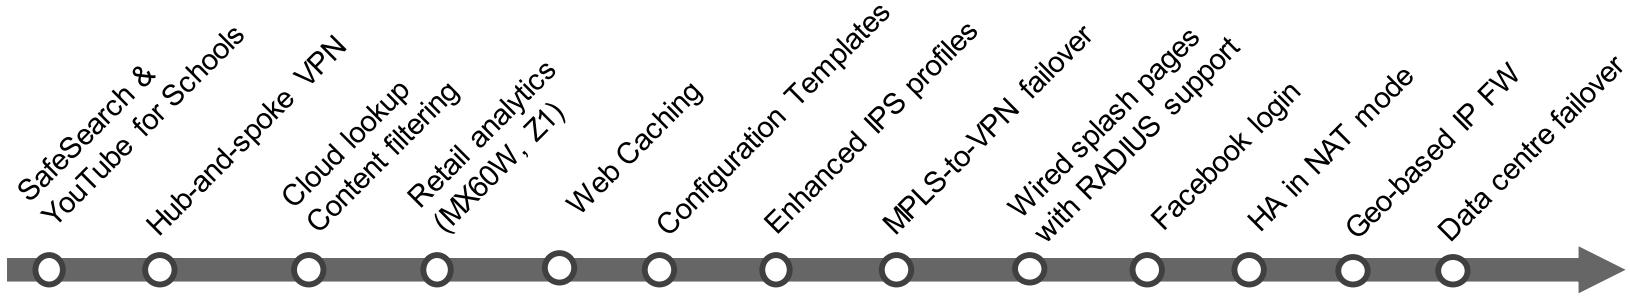 SafeSearch &
YouTube for Schools
Hub-and-spoke VPN
Cloud lookup
Content filtering
Retail analytics
(MX60W, Z1)
Web Caching
Configuration Templates
Enhanced IPS profiles
MPLS-to-VPN failover
Wired splash pages
with RADIUS support
Facebook login
HA in NAT mode
Geo-based IP FW
Data centre failover